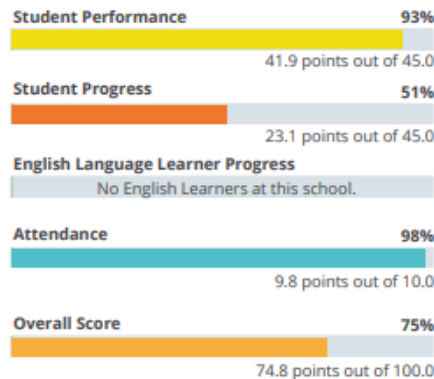 Student Performance 93%
41.9 points out of 45.0
Student Progress 51%
23.1 points out of 45.0
English Language Learner Progress
No English Learners at this school.
Attendance 98%
9.8 points out of 10.0
Overall Score 75%
74.8 points out of 100.0